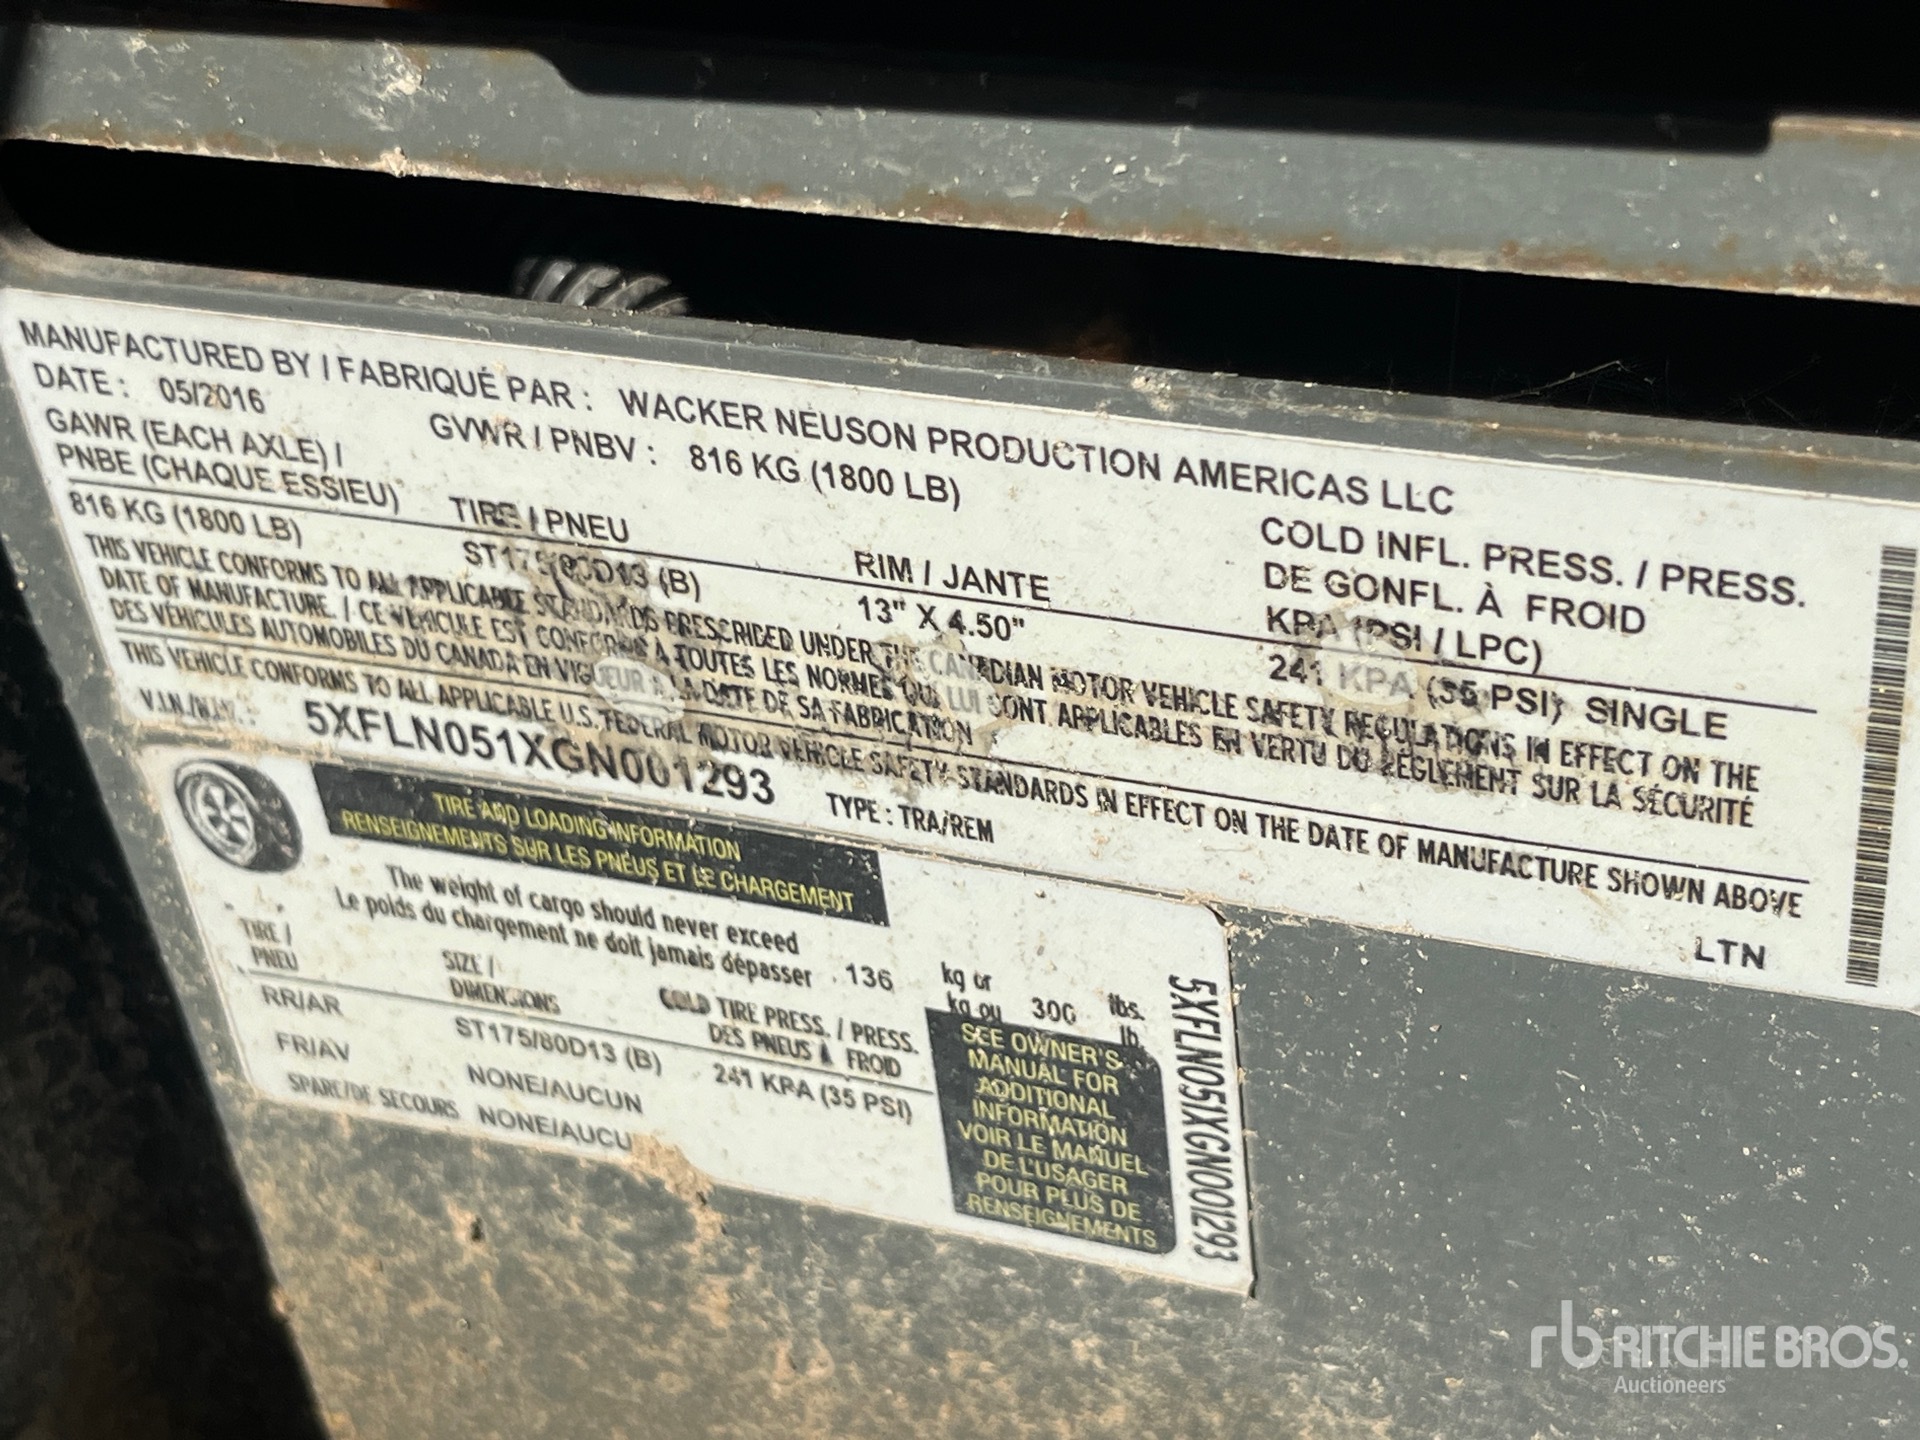 MANUFACTURED BY / FABRIQUÉ PAR : WACKER NEUSON PRODUCTION AMERICAS LLC
DATE : 05/2016 GVWR / PNBV : 816 KG (1800 LB)
GAWR (EACH AXLE) /
PNBE (CHAQUE ESSIEU) TIRE / PNEU RIM / JANTE COLD INFL. PRESS. / PRESS.
DE GONFL. À FROID
KPA (PSI / LPC)
816 KG (1800 LB) ST175/80D13 (B) 13" X 4.50" 241 KPA (35 PSI) SINGLE
THIS VEHICLE CONFORMS TO ALL APPLICABLE STANDARDS PRESCRIBED UNDER THE CANADIAN MOTOR VEHICLE SAFETY REGULATIONS IN EFFECT ON THE
DATE OF MANUFACTURE. / CE VEHICULE EST CONFORME À TOUTES LES NORMES QUI LUI SONT APPLICABLES EN VERTU DU RÉGLEMENT SUR LA SÉCURITÉ
DES VÉHICULES AUTOMOBILES DU CANADA EN VIGUEUR A LA DATE DE SA FABRICATION
THIS VEHICLE CONFORMS TO ALL APPLICABLE U.S. FEDERAL MOTOR VEHICLE SAFETY STANDARDS IN EFFECT ON THE DATE OF MANUFACTURE SHOWN ABOVE
V.I.N./N.I.V. : 5XFLN051XGN001293 TYPE : TRA/REM LTN
TIRE AND LOADING INFORMATION
RENSEIGNEMENTS SUR LES PNEUS ET LE CHARGEMENT
The weight of cargo should never exceed
Le poids du chargement ne doit jamais dépasser 136 kg or
kg ou 300 lbs.
lb.
TIRE /
PNEU SIZE /
DIMENSIONS COLD TIRE PRESS. / PRESS.
DES PNEUS À FROID
RR/AR ST175/80D13 (B) 241 KPA (35 PSI)
FR/AV NONE/AUCUN
SPARE/DE SECOURS NONE/AUCU
SEE OWNER'S
MANUAL FOR
ADDITIONAL
INFORMATION
VOIR LE MANUEL
DE L'USAGER
POUR PLUS DE
RENSEIGNEMENTS
5XFLN051XGN001293
rb RITCHIE BROS.
Auctioneers